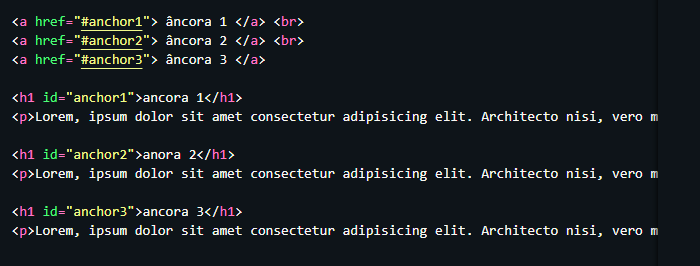 <a href="#anchor1"> âncora 1 </a> <br>
<a href="#anchor2"> âncora 2 </a> <br>
<a href="#anchor3"> âncora 3 </a>
<h1 id="anchor1">ancora 1</h1>
<p>Lorem, ipsum dolor sit amet consectetur adipisicing elit. Architecto nisi, vero m
<h1 id="anchor2">anora 2</h1>
<p>Lorem, ipsum dolor sit amet consectetur adipisicing elit. Architecto nisi, vero m
<h1 id="anchor3">ancora 3</h1>
<p>Lorem, ipsum dolor sit amet consectetur adipisicing elit. Architecto nisi, vero m